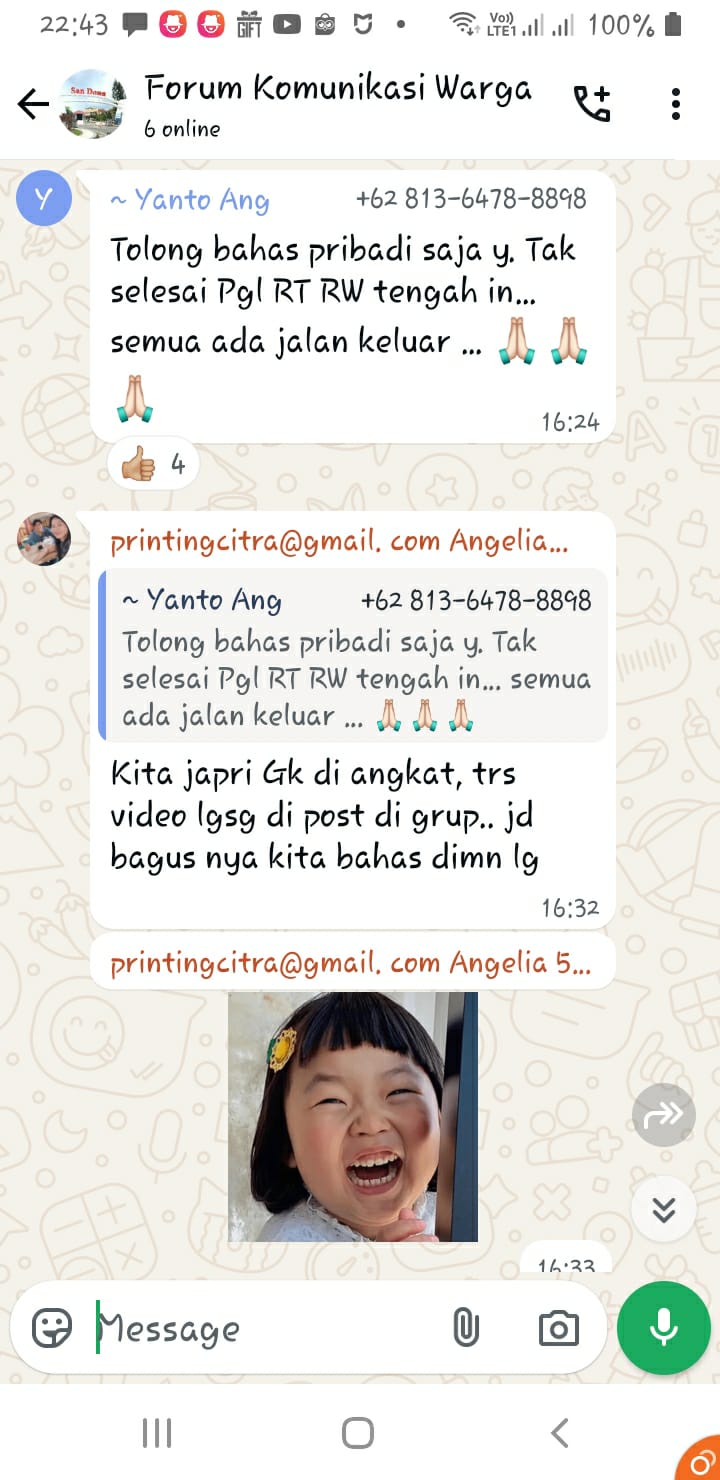 22:43
GIFT
Vo))
LTE1
100%
San Dona
Forum Komunikasi Warga
6 online
Y
~ Yanto Ang +62 813-6478-8898
Tolong bahas pribadi saja y. Tak
selesai Pgl RT RW tengah in...
semua ada jalan keluar ... 🙏🏻 🙏🏻
🙏🏻
16:24
👍🏼 4
printingcitra@gmail. com Angelia...
~ Yanto Ang +62 813-6478-8898
Tolong bahas pribadi saja y. Tak
selesai Pgl RT RW tengah in... semua
ada jalan keluar ... 🙏🏻 🙏🏻 🙏🏻
Kita japri Gk di angkat, trs
video lgsg di post di grup.. jd
bagus nya kita bahas dimn lg
16:32
printingcitra@gmail. com Angelia 5...
16:33
Message